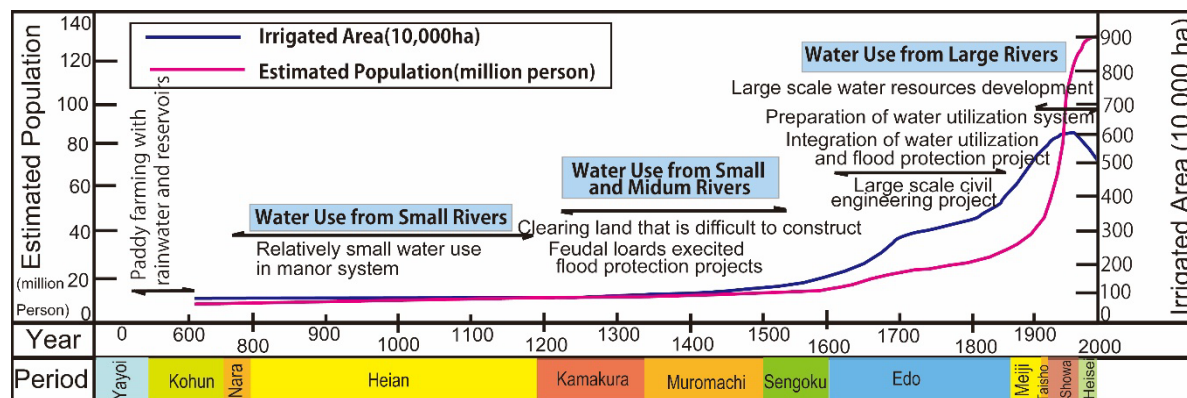 Estimated Population
(million
Person)
140
120
100
80
60
40
20
0
Irrigated Area(10,000ha)
Estimated Population(million person)
Paddy farming with
rainwater and reservoirs
Water Use from Small Rivers
Relatively small water use
in manor system
Water Use from Small
and Midum Rivers
Clearing land that is difficult to construct
Feudal loards execited
flood protection projects
Water Use from Large Rivers
Large scale water resources development
Preparation of water utilization system
Integration of water utilization
and flood protection project
Large scale civil
engineering project
900
800
700
600
500
400
300
200
100
0
Irrigated Area (10,000 ha)
Year
0 600 800 900 1000 1100 1200 1300 1400 1500 1600 1700 1800 1900 2000
Period
Yayoi Kohun Nara Heian Kamakura Muromachi Sengoku Edo Meiji Taisho Showa Heisei